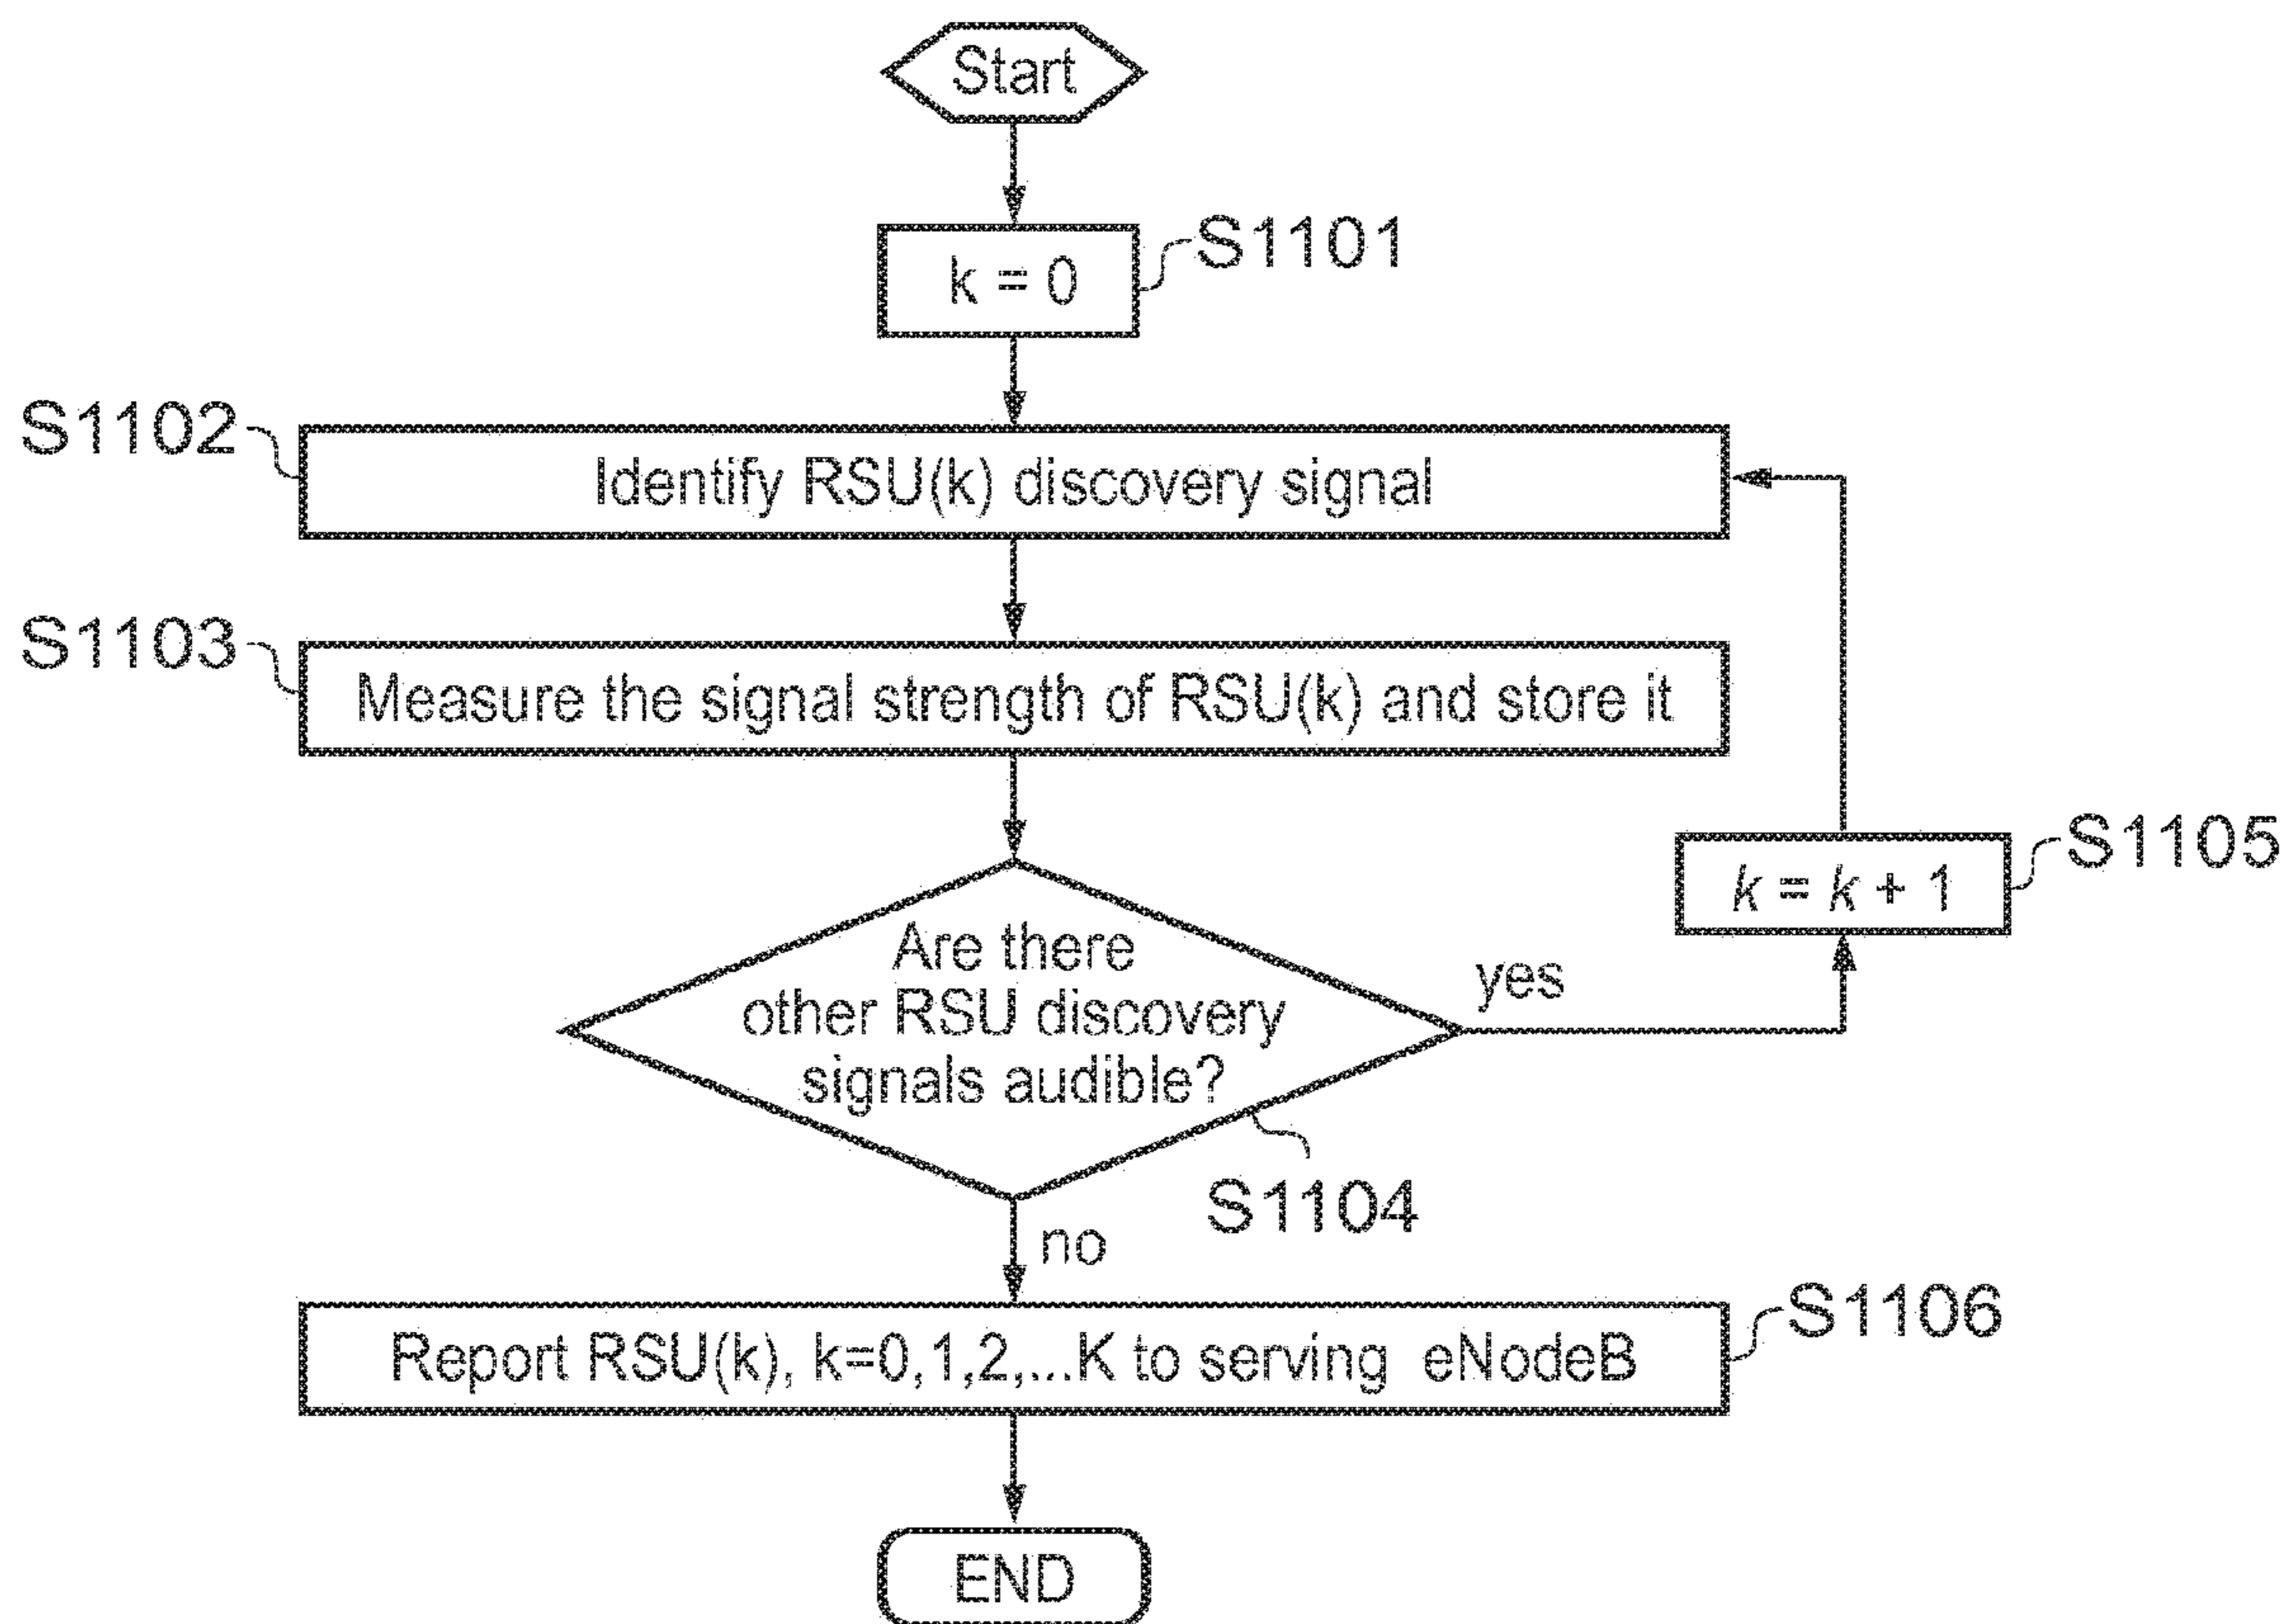 Start
k = 0
S1101
S1102
Identify RSU(k) discovery signal
S1103
Measure the signal strength of RSU(k) and store it
S1105
k = k + 1
Are there
other RSU discovery
signals audible?
yes
S1104
no
S1106
Report RSU(k), k=0,1,2,...K to serving eNodeB
END